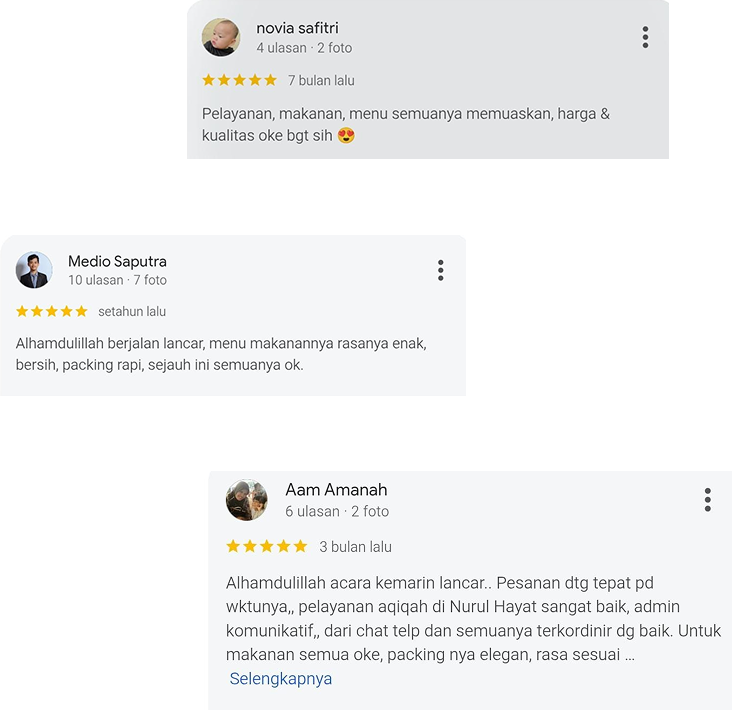 novia safitri
4 ulasan · 2 foto
7 bulan lalu
Pelayanan, makanan, menu semuanya memuaskan, harga &
kualitas oke bgt sih 😍
Medio Saputra
10 ulasan · 7 foto
setahun lalu
Alhamdulillah berjalan lancar, menu makanannya rasanya enak,
bersih, packing rapi, sejauh ini semuanya ok.
Aam Amanah
6 ulasan · 2 foto
3 bulan lalu
Alhamdulillah acara kemarin lancar.. Pesanan dtg tepat pd
wktunya,, pelayanan aqiqah di Nurul Hayat sangat baik, admin
komunikatif,, dari chat telp dan semuanya terkordinir dg baik. Untuk
makanan semua oke, packing nya elegan, rasa sesuai ...
Selengkapnya